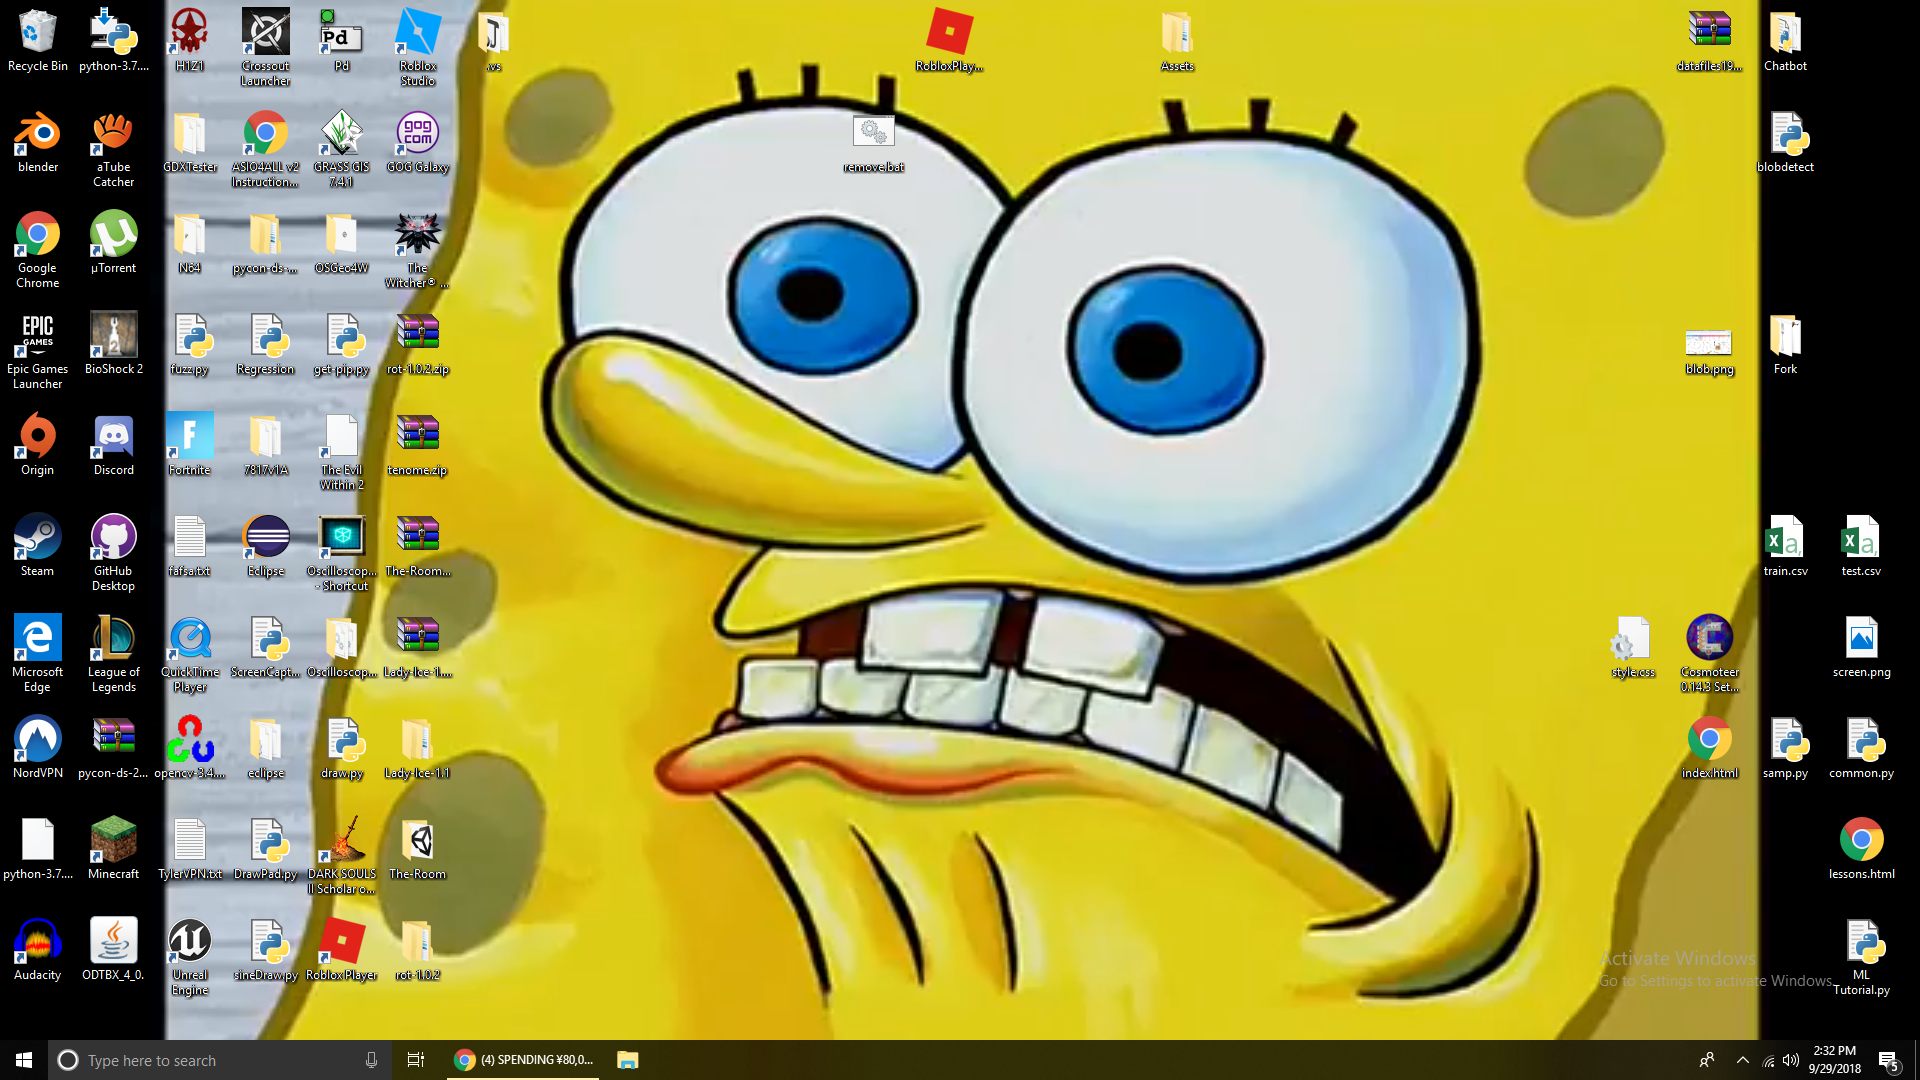 Recycle Bin
python-3.7....
H1Z1
Crossout
Launcher
Pd
Pd
Roblox
Studio
.vs
RobloxPlay...
Assets
datafiles19...
Chatbot
blender
aTube
Catcher
GDXTester
ASIO4ALL v2
Instruction...
GRASS GIS
7.4.1
gog
com
GOG Galaxy
remove.bat
blobdetect
Google
Chrome
µTorrent
N64
pycon-ds-...
OSGeo4W
The
Witcher® ...
EPIC
GAMES
Epic Games
Launcher
2
BioShock 2
fuzz.py
Regression
get-pip.py
rot-1.0.2.zip
blob.png
Fork
Origin
Discord
F
Fortnite
7817v1A
The Evil
Within 2
tenome.zip
Steam
GitHub
Desktop
fafsa.txt
Eclipse
Oscilloscop...
- Shortcut
The-Room...
X a,
train.csv
X a,
test.csv
Microsoft
Edge
League of
Legends
QuickTime
Player
ScreenCapt...
Oscilloscop...
Lady-Ice-1....
style.css
Cosmoteer
0.14.3 Set...
screen.png
NordVPN
pycon-ds-2...
opencv-3.4....
eclipse
draw.py
Lady-Ice-1.1
index.html
samp.py
common.py
python-3.7....
Minecraft
TylerVPN.txt
DrawPad.py
DARK SOULS
II Scholar o...
The-Room
lessons.html
Audacity
ODTBX_4_0.
Unreal
Engine
sineDraw.py
Roblox Player
rot-1.0.2
ML
Tutorial.py
Activate Windows
Go to Settings to activate Windows.
Type here to search
(4) SPENDING ¥80,0...
2:32 PM
9/29/2018
5